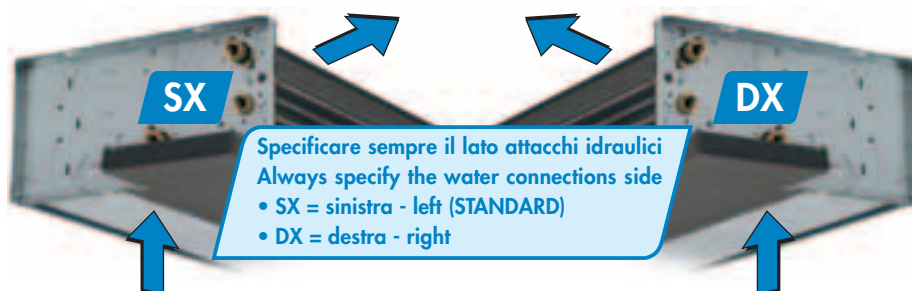 SX
DX
Specificare sempre il lato attacchi idraulici
Always specify the water connections side
• SX = sinistra - left (STANDARD)
• DX = destra - right